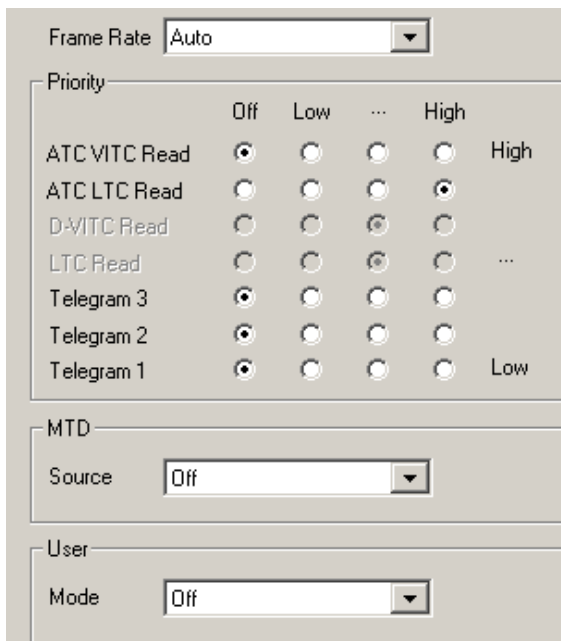 Frame Rate Auto
Priority
Off Low ... High
ATC VITC Read High
ATC LTC Read
D-VITC Read
LTC Read ...
Telegram 3
Telegram 2
Telegram 1 Low
MTD
Source Off
User
Mode Off